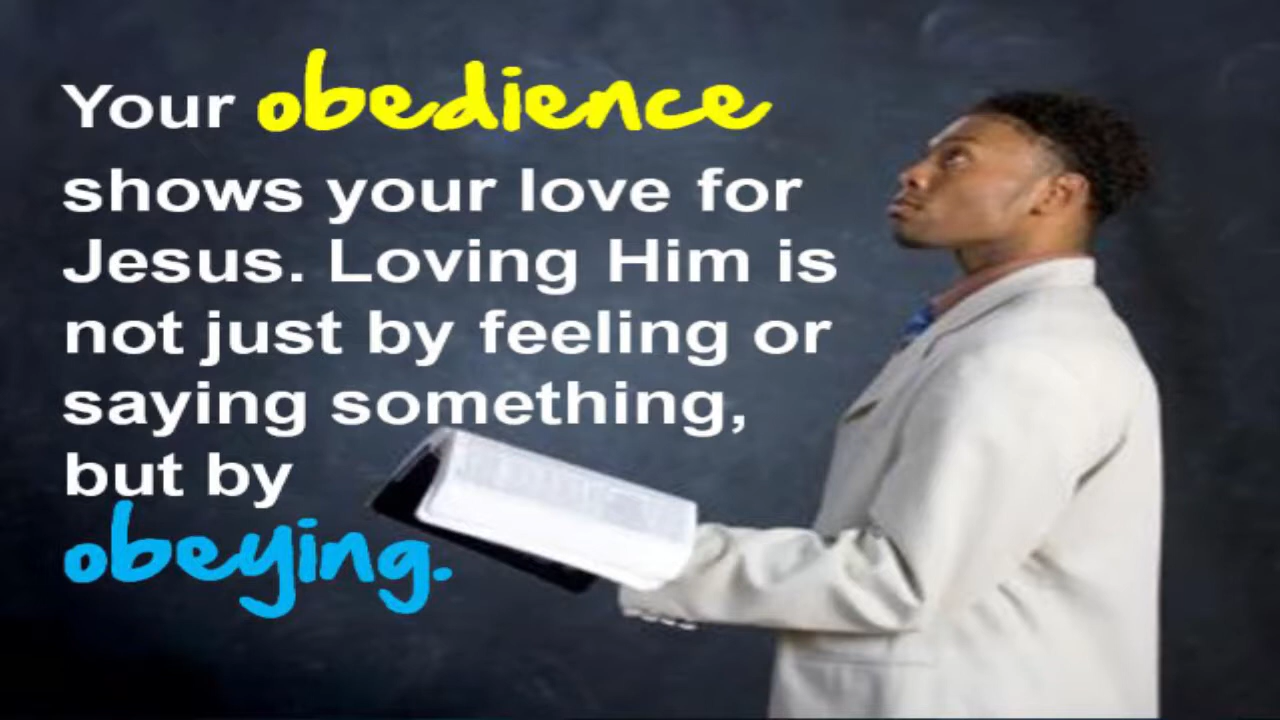 Your obedience
shows your love for
Jesus. Loving Him is
not just by feeling or
saying something,
but by
obeying.